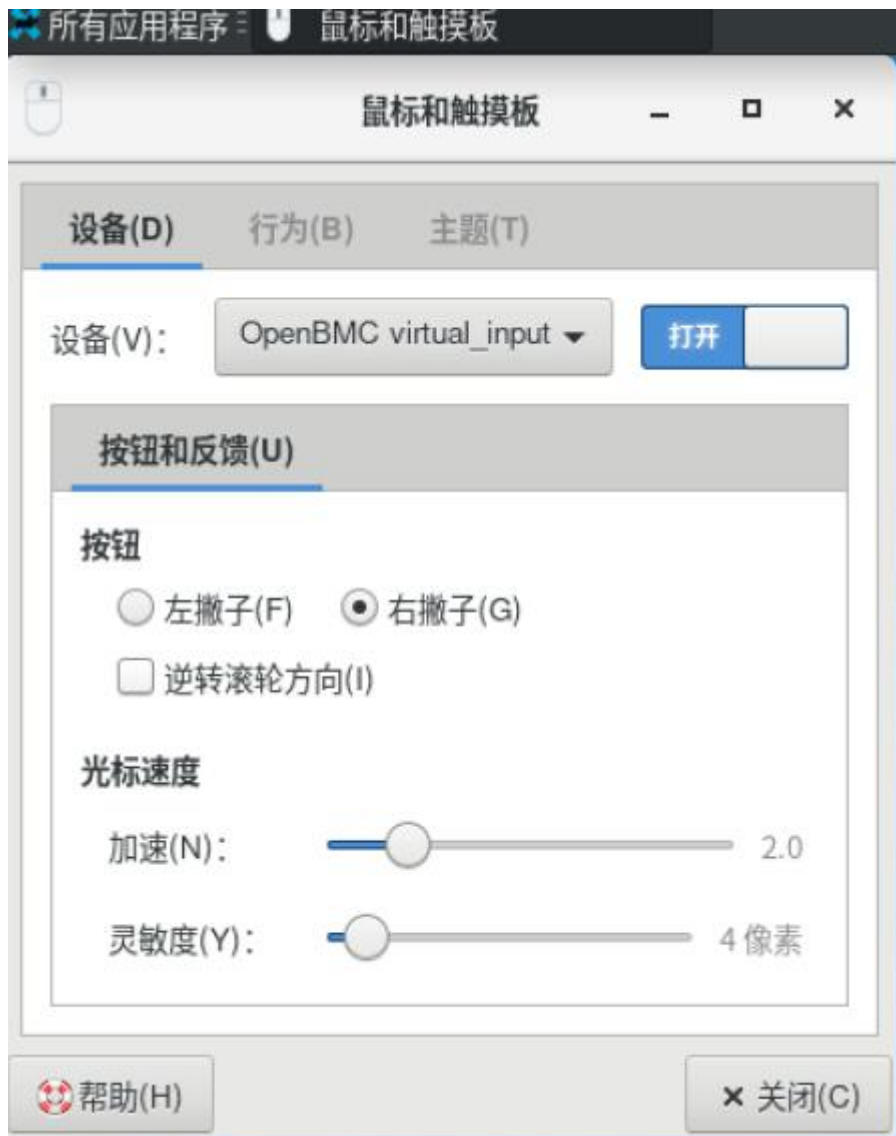 所有应用程序 鼠标和触摸板
鼠标和触摸板
设备(D) 行为(B) 主题(T)
设备(V)： OpenBMC virtual_input 打开
按钮和反馈(U)
按钮
左撇子(F) 右撇子(G)
逆转滚轮方向(I)
光标速度
加速(N)： 2.0
灵敏度(Y)： 4 像素
帮助(H) 关闭(C)